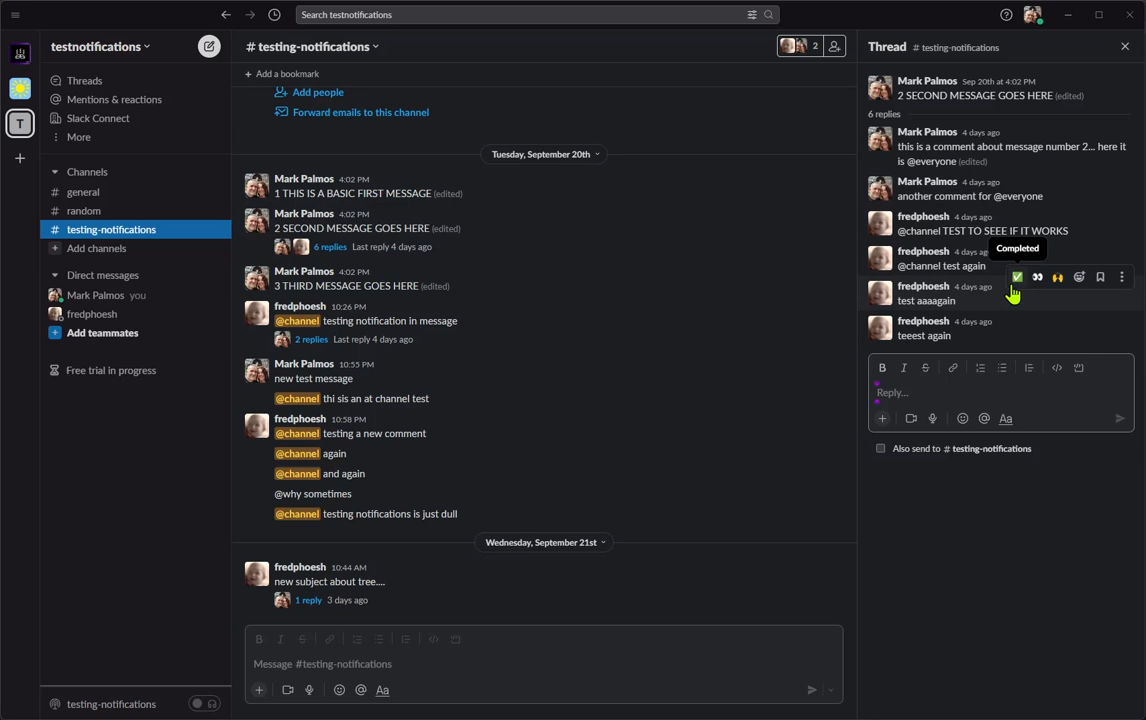 Search testnotifications
testnotifications
Threads
Mentions & reactions
Slack Connect
More
Channels
# general
# random
# testing-notifications
+ Add channels
Direct messages
Mark Palmos you
fredphoesh
+ Add teammates
Free trial in progress
testing-notifications
T
# testing-notifications
2
+ Add a bookmark
Add people
Forward emails to this channel
Tuesday, September 20th
Mark Palmos 4:02 PM
1 THIS IS A BASIC FIRST MESSAGE (edited)
Mark Palmos 4:02 PM
2 SECOND MESSAGE GOES HERE (edited)
6 replies Last reply 4 days ago
Mark Palmos 4:02 PM
3 THIRD MESSAGE GOES HERE (edited)
fredphoesh 10:26 PM
@channel testing notification in message
2 replies Last reply 4 days ago
Mark Palmos 10:55 PM
new test message
@channel thi sis an at channel test
fredphoesh 10:58 PM
@channel testing a new comment
@channel again
@channel and again
@why sometimes
@channel testing notifications is just dull
Wednesday, September 21st
fredphoesh 10:44 AM
new subject about tree....
1 reply 3 days ago
B I S
Message #testing-notifications
+ Aa
Thread # testing-notifications
Mark Palmos Sep 20th at 4:02 PM
2 SECOND MESSAGE GOES HERE (edited)
6 replies
Mark Palmos 4 days ago
this is a comment about message number 2... here it
is @everyone (edited)
Mark Palmos 4 days ago
another comment for @everyone
fredphoesh 4 days ago
@channel TEST TO SEEE IF IT WORKS
fredphoesh 4 days ag
@channel test again
Completed
fredphoesh 4 days ago
test aaaagain
fredphoesh 4 days ago
teeest again
B I S
Reply...
+ Aa
Also send to # testing-notifications